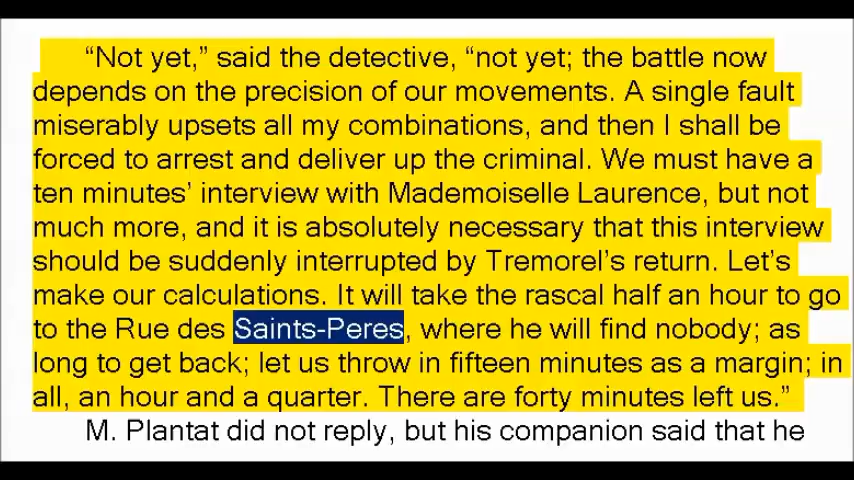 “Not yet,” said the detective, “not yet; the battle now
depends on the precision of our movements. A single fault
miserably upsets all my combinations, and then I shall be
forced to arrest and deliver up the criminal. We must have a
ten minutes’ interview with Mademoiselle Laurence, but not
much more, and it is absolutely necessary that this interview
should be suddenly interrupted by Tremorel’s return. Let’s
make our calculations. It will take the rascal half an hour to go
to the Rue des Saints-Peres, where he will find nobody; as
long to get back; let us throw in fifteen minutes as a margin; in
all, an hour and a quarter. There are forty minutes left us.”
M. Plantat did not reply, but his companion said that he